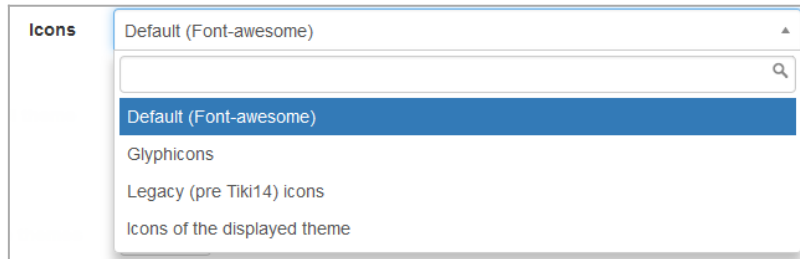 Icons Default (Font-awesome)
Default (Font-awesome)
Glyphicons
Legacy (pre Tiki14) icons
Icons of the displayed theme